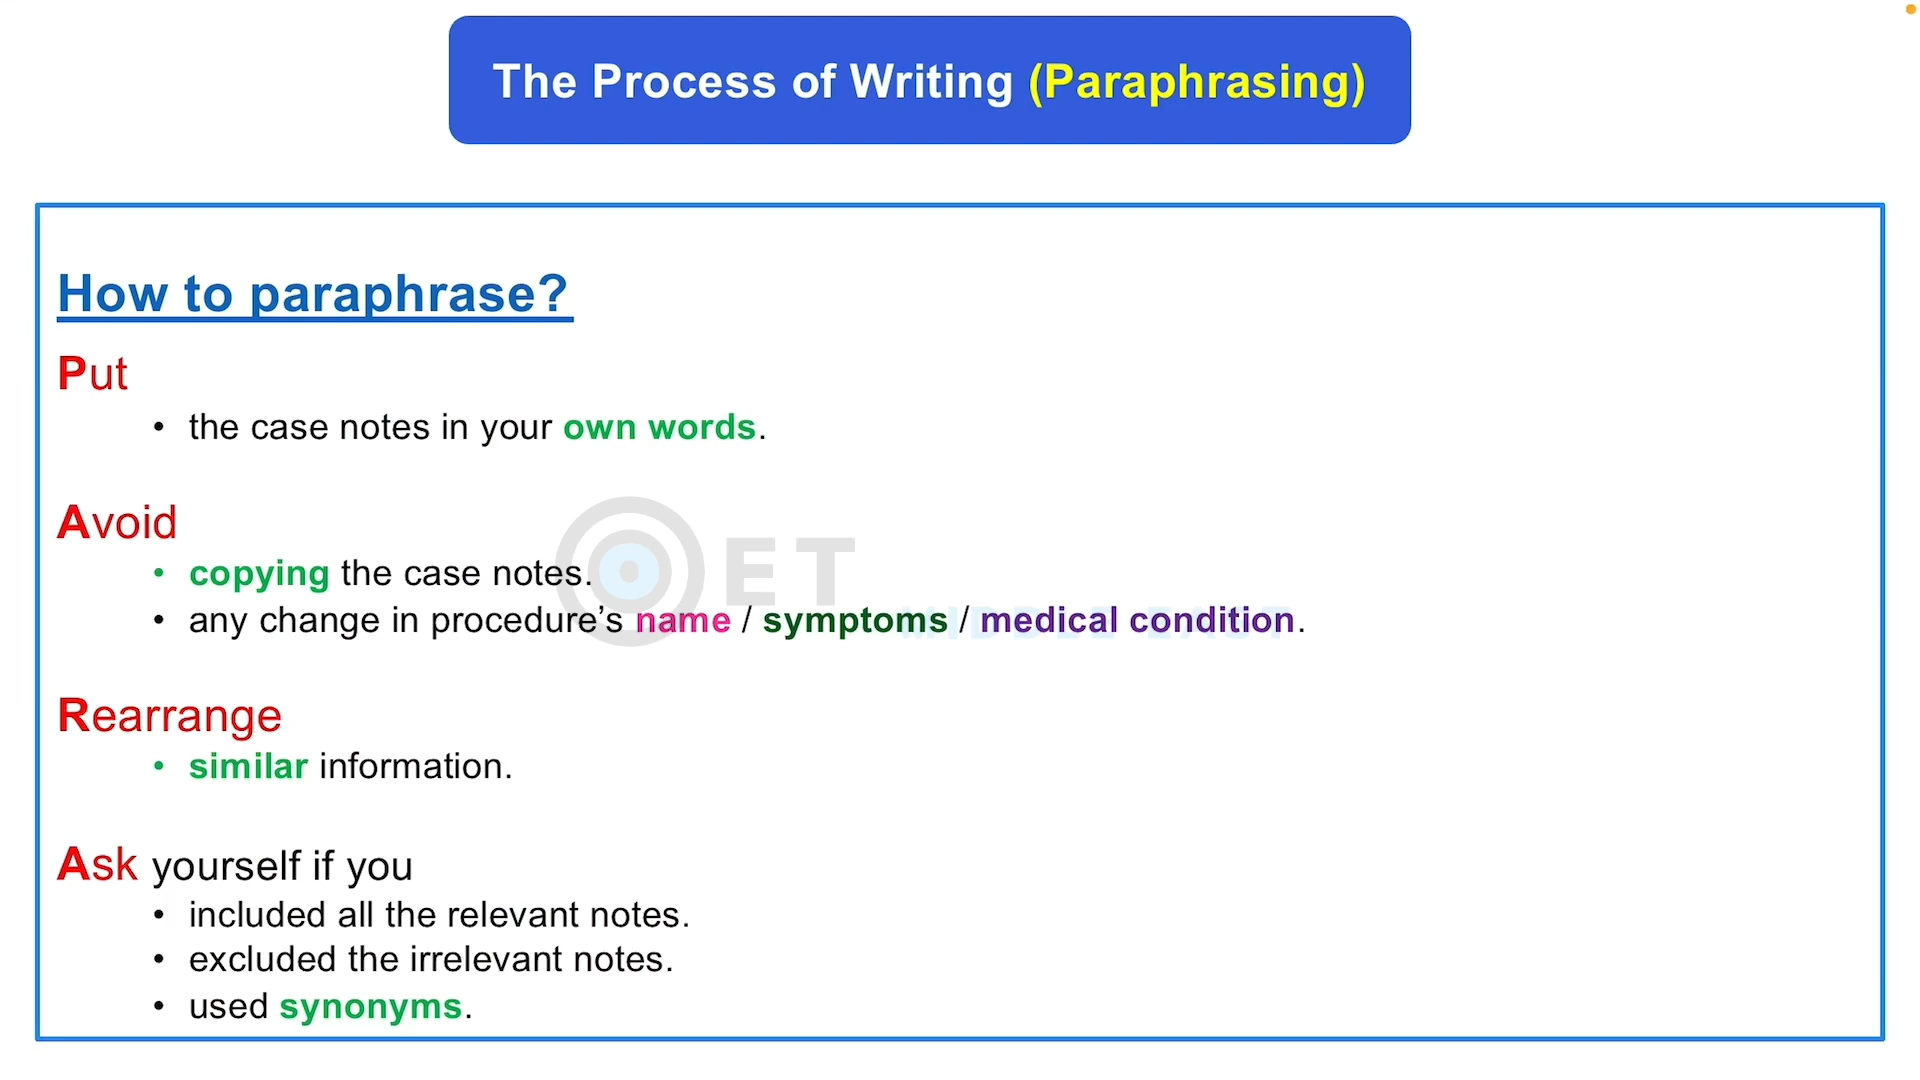 The Process of Writing (Paraphrasing)
How to paraphrase?
Put
• the case notes in your own words.
Avoid
• copying the case notes.
• any change in procedure’s name / symptoms / medical condition.
Rearrange
• similar information.
Ask yourself if you
• included all the relevant notes.
• excluded the irrelevant notes.
• used synonyms.
OET